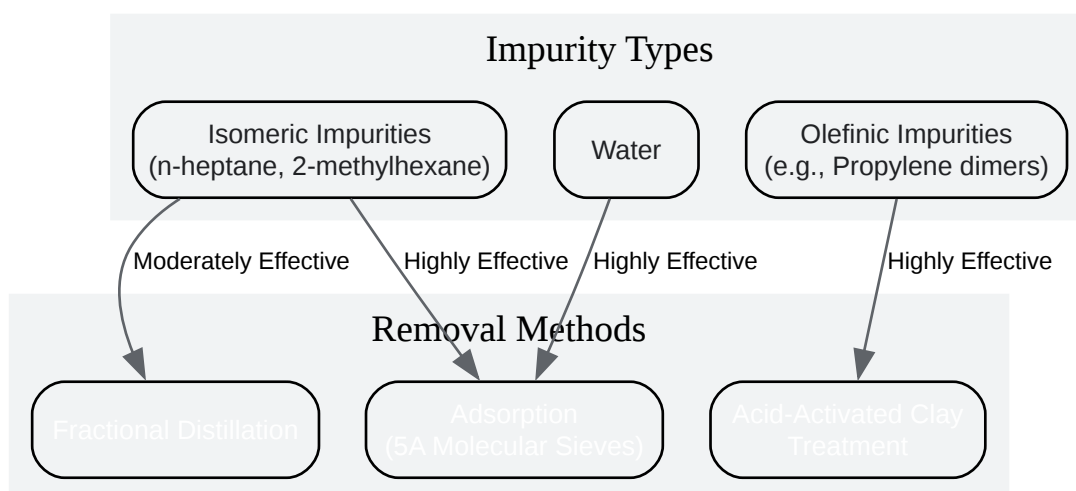 Impurity Types
Isomeric Impurities
(n-heptane, 2-methylhexane)
Water
Olefinic Impurities
(e.g., Propylene dimers)
Moderately Effective
Highly Effective
Highly Effective
Highly Effective
Removal Methods
Fractional Distillation
Adsorption
(5A Molecular Sieves)
Acid-Activated Clay
Treatment